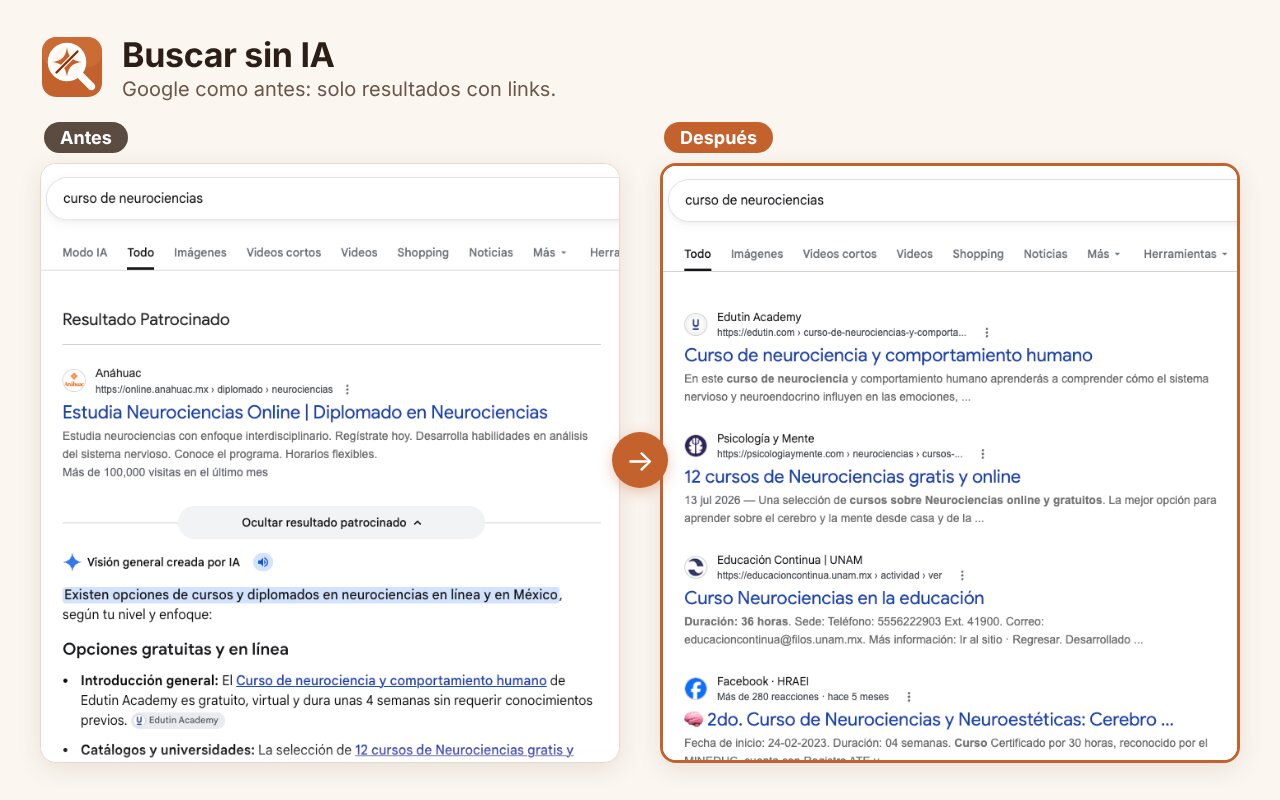 Buscar sin IA
Google como antes: solo resultados con links.
Antes
curso de neurociencias
Modo IA Todo Imágenes Videos cortos Videos Shopping Noticias Más Herra
Resultado Patrocinado
Anáhuac
Anáhuac
https://online.anahuac.mx › diplomado › neurociencias
Estudia Neurociencias Online | Diplomado en Neurociencias
Estudia neurociencias con enfoque interdisciplinario. Regístrate hoy. Desarrolla habilidades en análisis
del sistema nervioso. Conoce el programa. Horarios flexibles.
Más de 100,000 visitas en el último mes
Ocultar resultado patrocinado
Visión general creada por IA
Existen opciones de cursos y diplomados en neurociencias en línea y en México,
según tu nivel y enfoque:
Opciones gratuitas y en línea
• Introducción general: El Curso de neurociencia y comportamiento humano de
Edutin Academy es gratuito, virtual y dura unas 4 semanas sin requerir conocimientos
previos. Edutin Academy
• Catálogos y universidades: La selección de 12 cursos de Neurociencias gratis y
Después
curso de neurociencias
Todo Imágenes Videos cortos Videos Shopping Noticias Más Herramientas
Edutin Academy
https://edutin.com › curso-de-neurociencias-y-comporta...
Curso de neurociencia y comportamiento humano
En este curso de neurociencia y comportamiento humano aprenderás a comprender cómo el sistema
nervioso y neuroendocrino influyen en las emociones, ...
Psicología y Mente
https://psicologiaymente.com › neurociencias › cursos-...
12 cursos de Neurociencias gratis y online
13 jul 2026 — Una selección de cursos sobre Neurociencias online y gratuitos. La mejor opción para
aprender sobre el cerebro y la mente desde casa y de la ...
Educación Continua | UNAM
https://educacioncontinua.unam.mx › actividad › ver
Curso Neurociencias en la educación
Duración: 36 horas. Sede: Teléfono: 5556222903 Ext. 41900. Correo:
educacioncontinua@filos.unam.mx. Más información: Ir al sitio · Regresar. Desarrollado ...
Facebook · HRAEI
Más de 280 reacciones · hace 5 meses
🧠 2do. Curso de Neurociencias y Neuroestéticas: Cerebro ...
Fecha de inicio: 24-02-2023. Duración: 04 semanas. Curso Certificado por 30 horas, reconocido por el